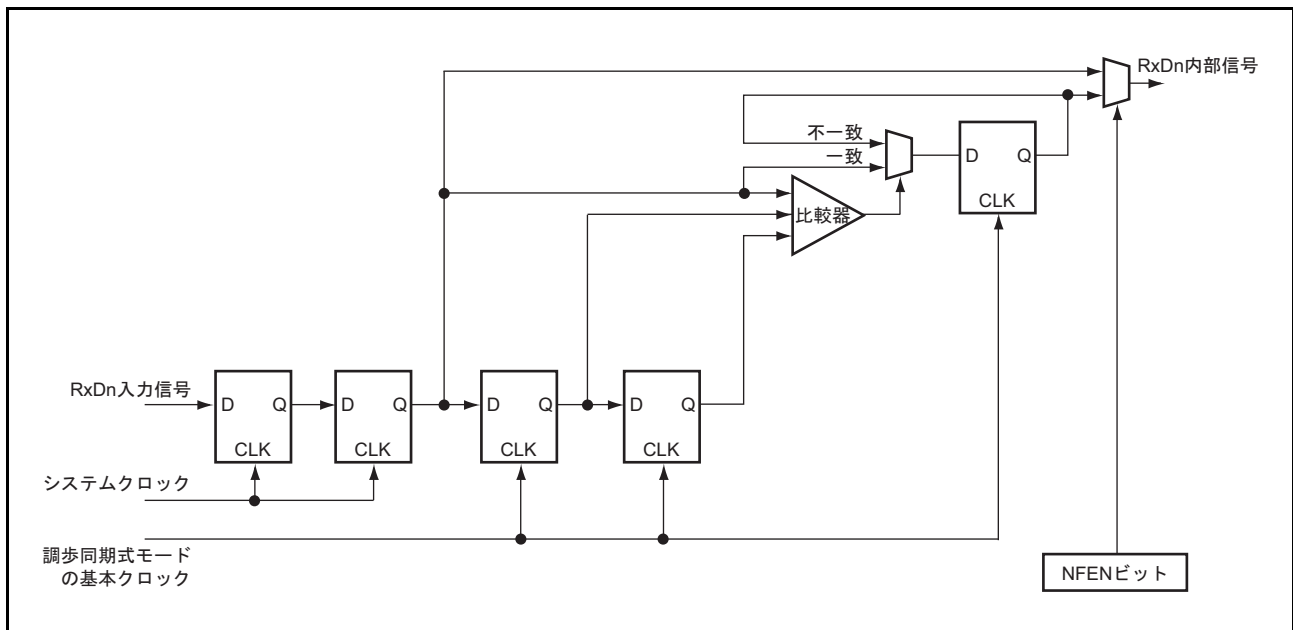 RxDn内部信号
不一致
一致
D
Q
CLK
比較器
RxDn入力信号
D
Q
CLK
D
Q
CLK
D
Q
CLK
D
Q
CLK
システムクロック
調歩同期式モード
の基本クロック
NFENビット